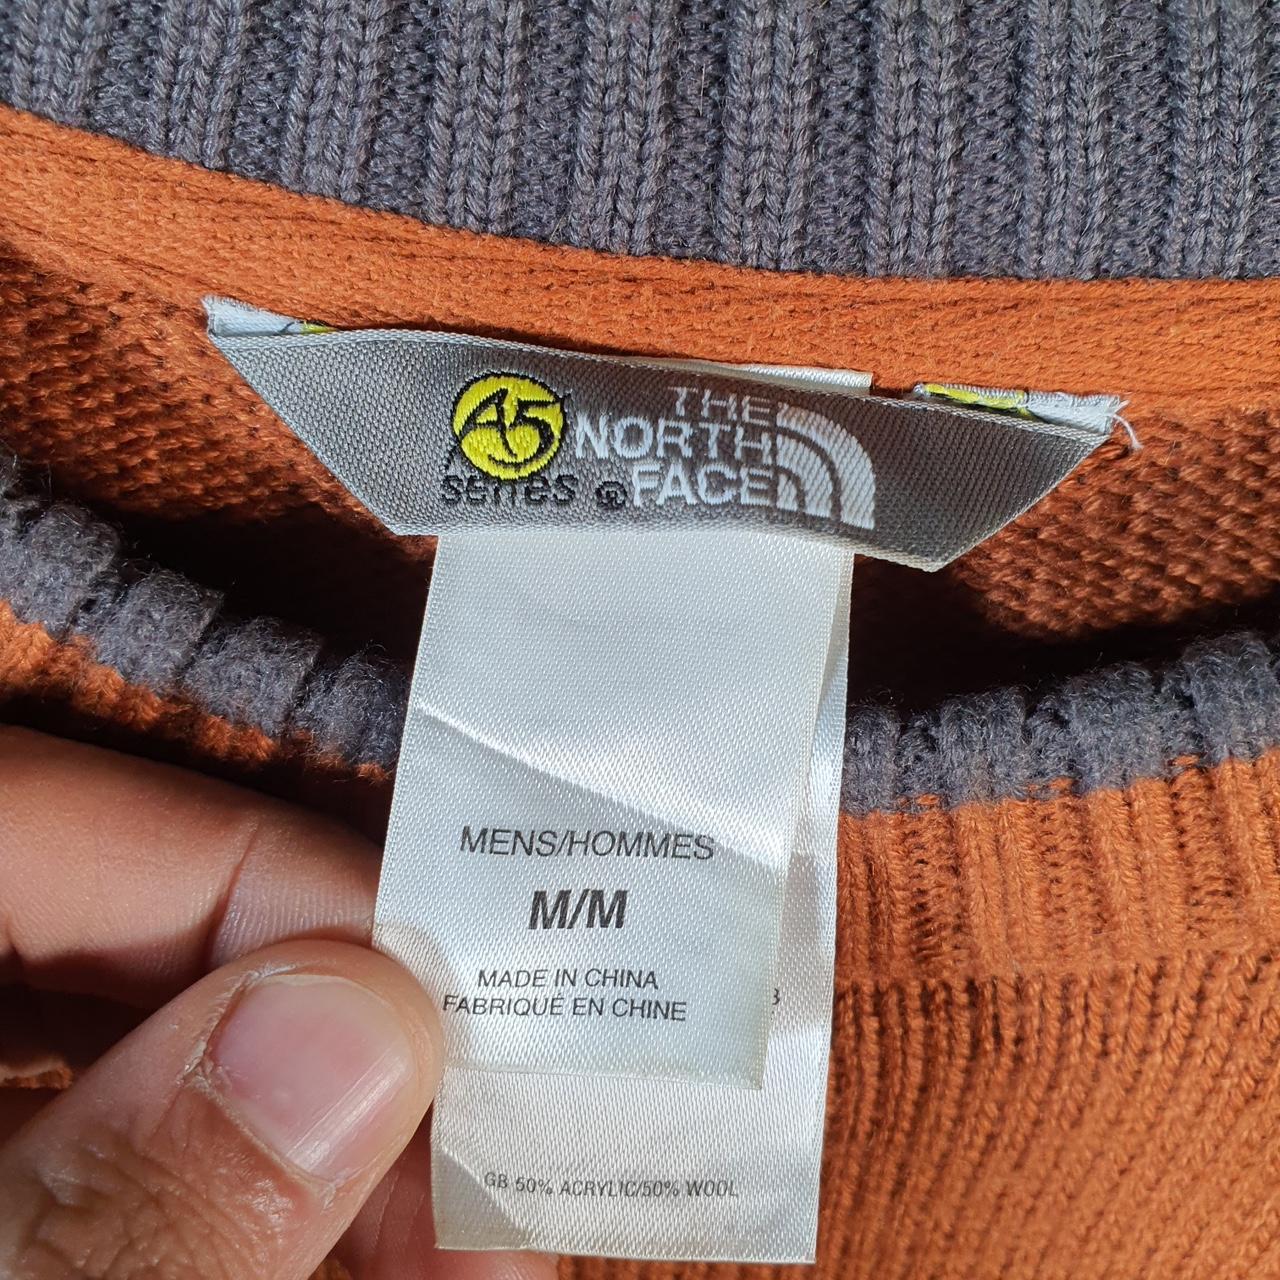 A5
series ®
THE
NORTH
FACE
MENS/HOMMES
M/M
MADE IN CHINA
FABRIQUÉ EN CHINE
GB 50% ACRYLIC/50% WOOL